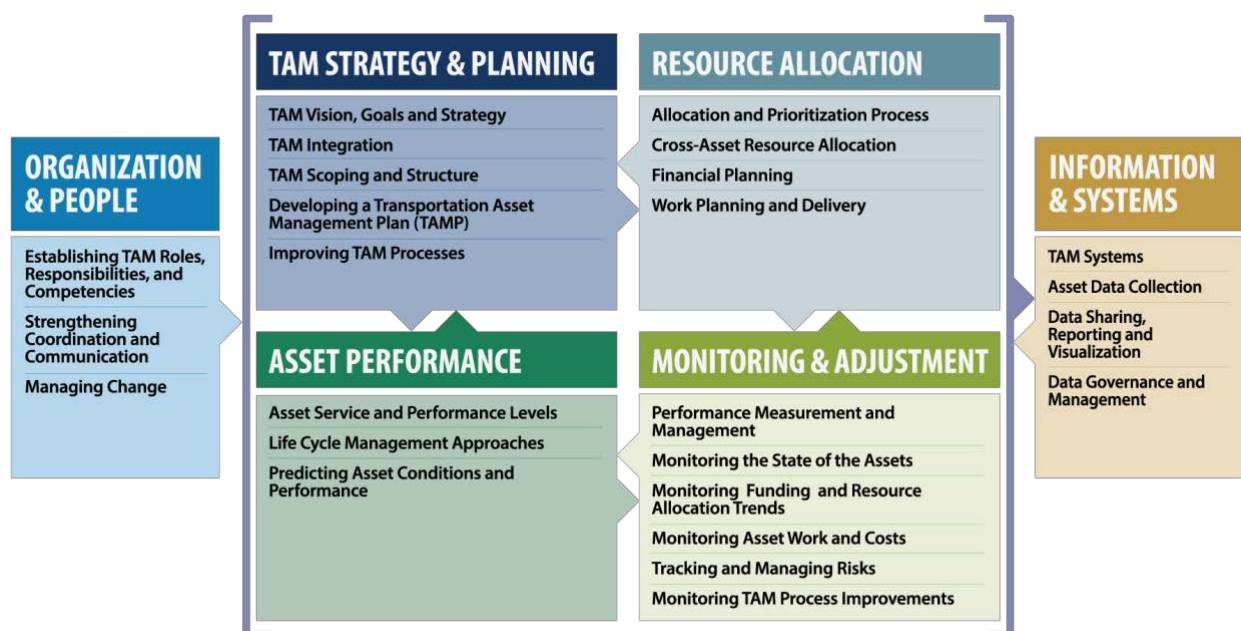 ORGANIZATION
& PEOPLE
Establishing TAM Roles,
Responsibilities, and
Competencies
Strengthening
Coordination and
Communication
Managing Change
TAM STRATEGY & PLANNING
TAM Vision, Goals and Strategy
TAM Integration
TAM Scoping and Structure
Developing a Transportation Asset
Management Plan (TAMP)
Improving TAM Processes
RESOURCE ALLOCATION
Allocation and Prioritization Process
Cross-Asset Resource Allocation
Financial Planning
Work Planning and Delivery
ASSET PERFORMANCE
Asset Service and Performance Levels
Life Cycle Management Approaches
Predicting Asset Conditions and
Performance
MONITORING & ADJUSTMENT
Performance Measurement and
Management
Monitoring the State of the Assets
Monitoring Funding and Resource
Allocation Trends
Monitoring Asset Work and Costs
Tracking and Managing Risks
Monitoring TAM Process Improvements
INFORMATION
& SYSTEMS
TAM Systems
Asset Data Collection
Data Sharing,
Reporting and
Visualization
Data Governance and
Management